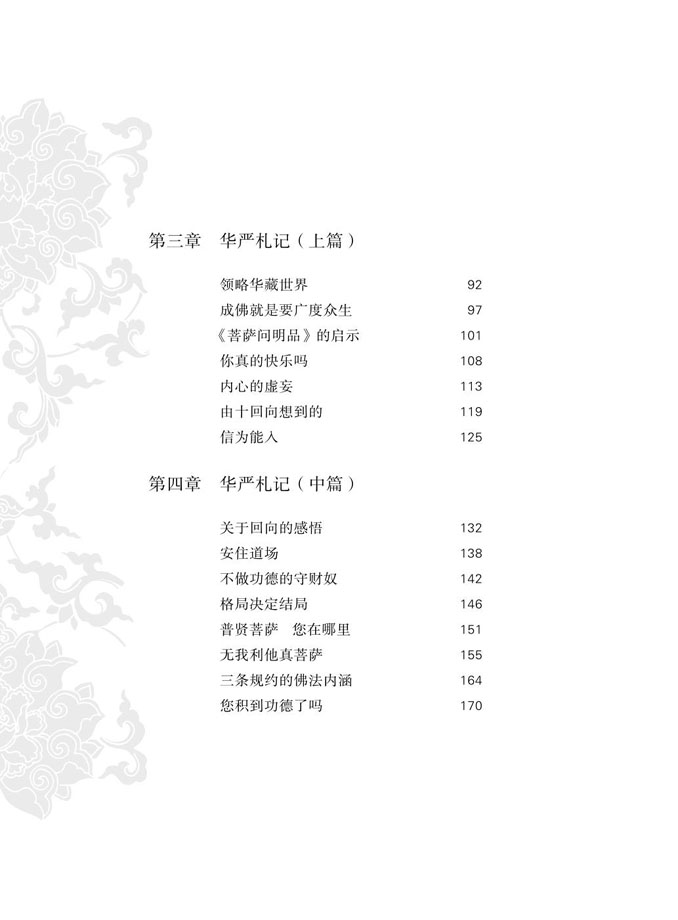 第三章 华严札记（上篇）
领略华藏世界 92
成佛就是要广度众生 97
《菩萨问明品》的启示 101
你真的快乐吗 108
内心的虚妄 113
由十回向想到的 119
信为能入 125
第四章 华严札记（中篇）
关于回向的感悟 132
安住道场 138
不做功德的守财奴 142
格局决定结局 146
普贤菩萨 您在哪里 151
无我利他真菩萨 155
三条规约的佛法内涵 164
您积到功德了吗 170